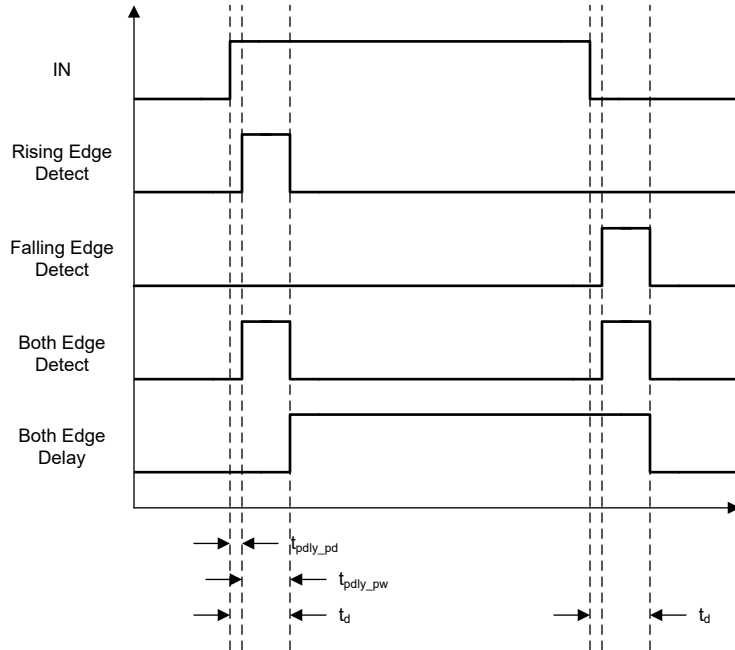 IN
Rising Edge
Detect
Falling Edge
Detect
Both Edge
Detect
Both Edge
Delay
tpdly_pd
tpdly_pw
td
td